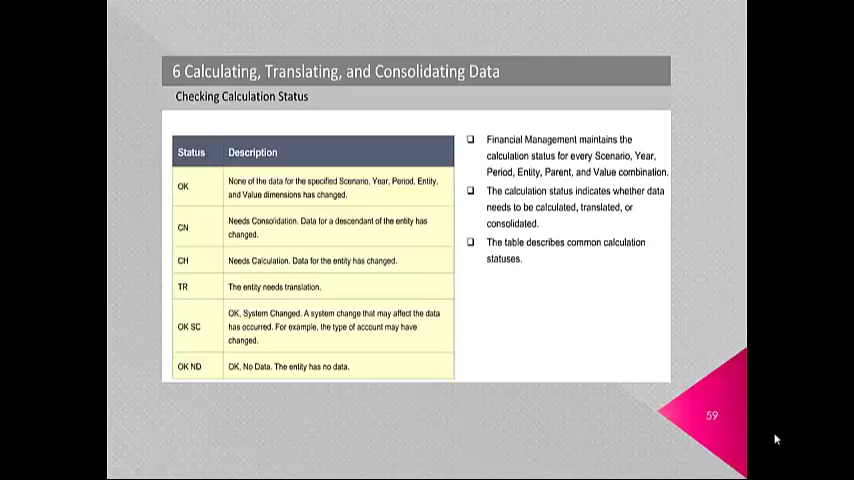 6 Calculating, Translating, and Consolidating Data
Checking Calculation Status
Status Description
OK None of the data for the specified Scenario, Year, Period, Entity,
and Value dimensions has changed.
CN Needs Consolidation. Data for a descendant of the entity has
changed.
CH Needs Calculation. Data for the entity has changed.
TR The entity needs translation.
OK SC OK, System Changed. A system change that may affect the data
has occurred. For example, the type of account may have
changed.
OK ND OK, No Data. The entity has no data.
Financial Management maintains the
calculation status for every Scenario, Year,
Period, Entity, Parent, and Value combination.
The calculation status indicates whether data
needs to be calculated, translated, or
consolidated.
The table describes common calculation
statuses.
59